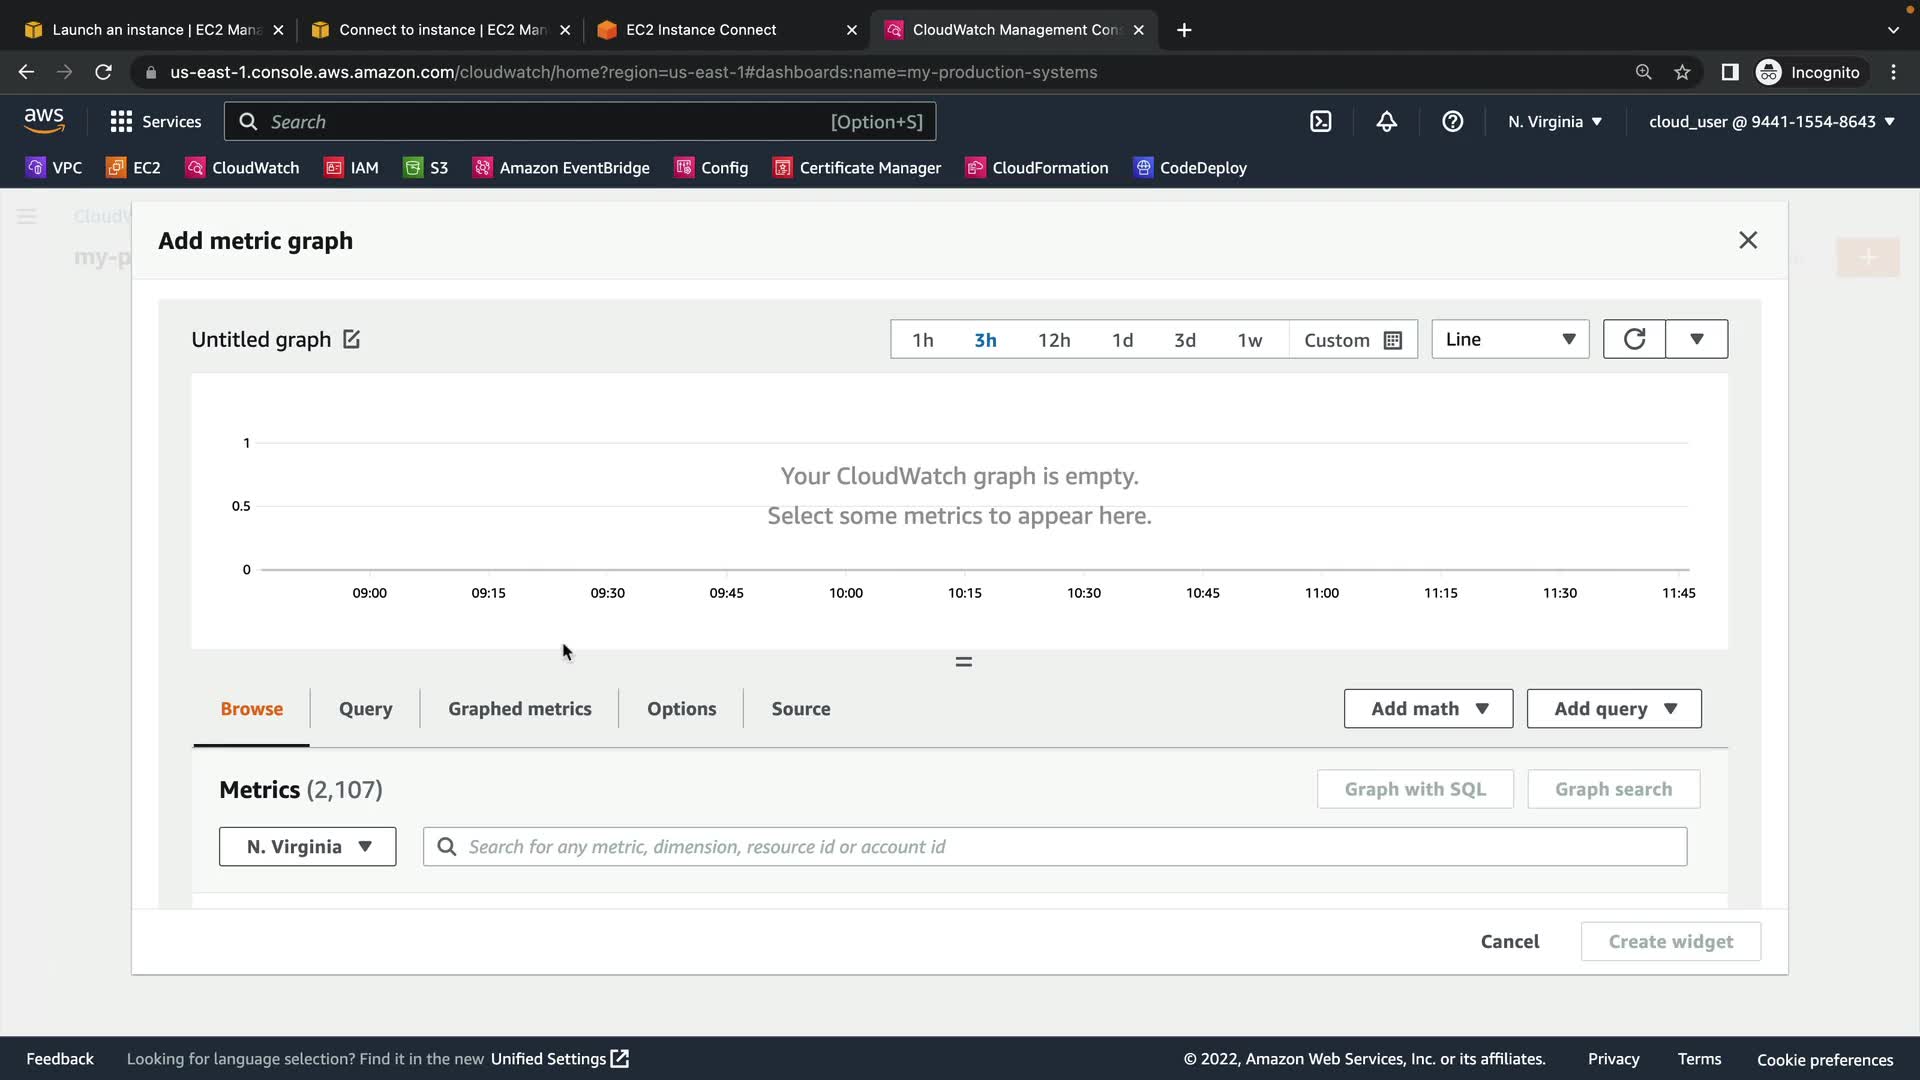 Launch an instance | EC2 Mana
Connect to instance | EC2 Man
EC2 Instance Connect
CloudWatch Management Cons
us-east-1.console.aws.amazon.com/cloudwatch/home?region=us-east-1#dashboards:name=my-production-systems
Incognito
aws
Services
Search
[Option+S]
N. Virginia
cloud_user @ 9441-1554-8643
VPC
EC2
CloudWatch
IAM
S3
Amazon EventBridge
Config
Certificate Manager
CloudFormation
CodeDeploy
CloudW
my-p
Add metric graph
Untitled graph
1h
3h
12h
1d
3d
1w
Custom
Line
1
Your CloudWatch graph is empty.
0.5
Select some metrics to appear here.
0
09:00
09:15
09:30
09:45
10:00
10:15
10:30
10:45
11:00
11:15
11:30
11:45
Browse
Query
Graphed metrics
Options
Source
Add math
Add query
Metrics (2,107)
Graph with SQL
Graph search
N. Virginia
Search for any metric, dimension, resource id or account id
Cancel
Create widget
Feedback
Looking for language selection? Find it in the new Unified Settings
© 2022, Amazon Web Services, Inc. or its affiliates.
Privacy
Terms
Cookie preferences